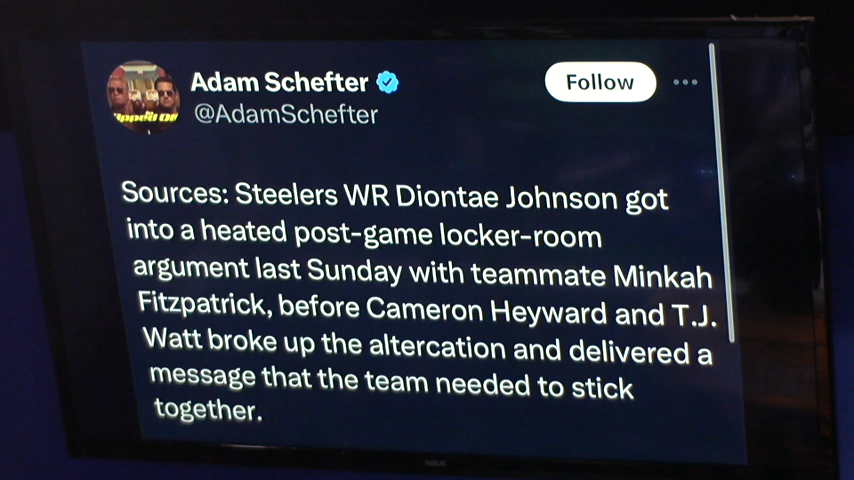 Adam Schefter
@AdamSchefter
Follow
Sources: Steelers WR Diontae Johnson got
into a heated post-game locker-room
argument last Sunday with teammate Minkah
Fitzpatrick, before Cameron Heyward and T.J.
Watt broke up the altercation and delivered a
message that the team needed to stick
together.
RCA